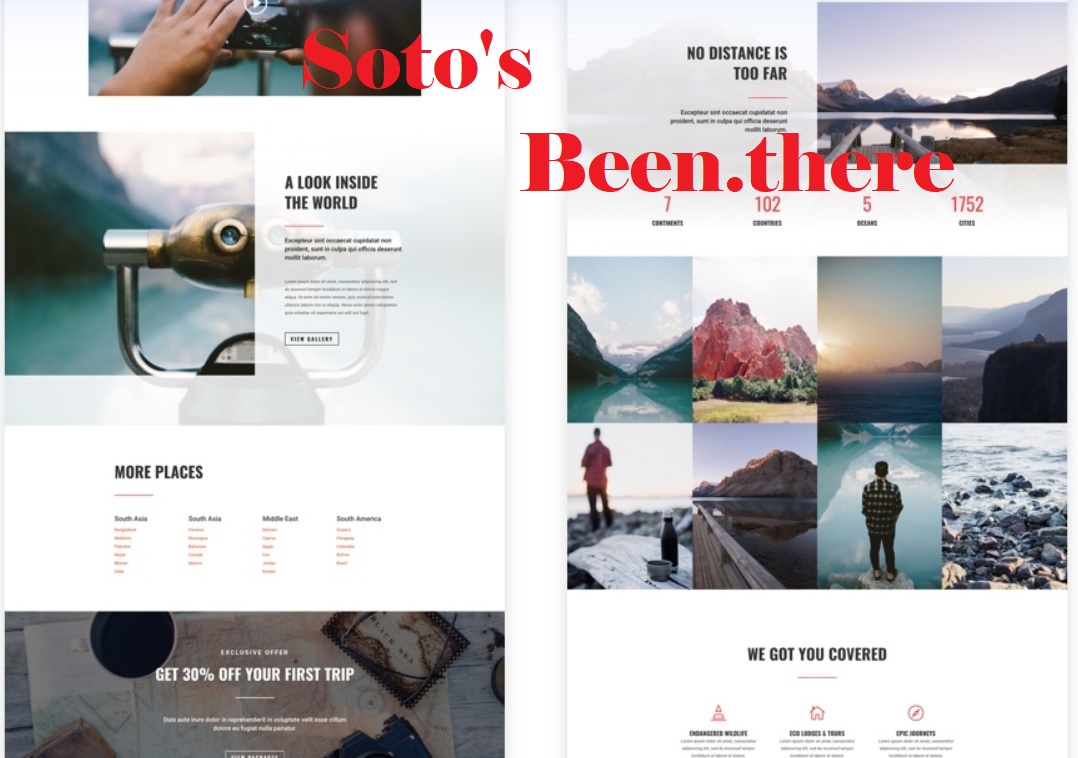 Soto's
Been.there
A LOOK INSIDE
THE WORLD
Excepteur sint occaecat cupidatat non
proident, sunt in culpa qui officia deserunt
mollit laborum.
VIEW GALLERY
MORE PLACES
South Asia
Bangladesh
Maldives
Pakistan
Nepal
Bhutan
India
South Asia
Panama
Nicaragua
Bahamas
Canada
Mexico
Middle East
Bahrain
Cyprus
Egypt
Iran
Jordan
Kuwait
South America
Guyana
Paraguay
Colombia
Bolivia
Brazil
BLACK SEA
EXCLUSIVE OFFER
GET 30% OFF YOUR FIRST TRIP
Duis aute irure dolor in reprehenderit in voluptate velit esse cillum
dolore eu fugiat nulla pariatur.
NO DISTANCE IS
TOO FAR
Excepteur sint occaecat cupidatat non
proident, sunt in culpa qui officia deserunt
mollit laborum.
7
CONTINENTS
102
COUNTRIES
5
OCEANS
1752
CITIES
WE GOT YOU COVERED
ENDANGERED WILDLIFE
ECO LODGES & TOURS
EPIC JOURNEYS